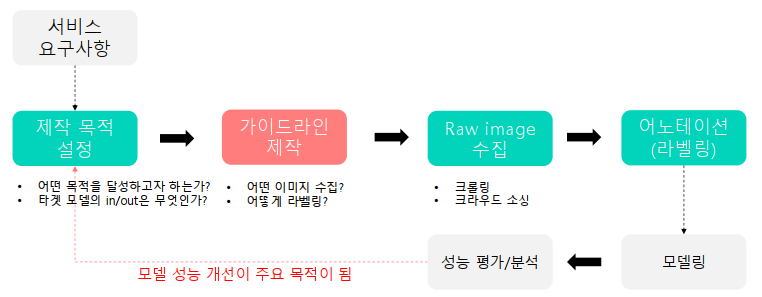 서비스
요구사항
제작 목적
설정
가이드라인
제작
Raw image
수집
어노테이션
(라벨링)
• 어떤 목적을 달성하고자 하는가?
• 타겟 모델의 in/out은 무엇인가?
• 어떤 이미지 수집?
• 어떻게 라벨링?
• 크롤링
• 크라우드 소싱
모델 성능 개선이 주요 목적이 됨
성능 평가/분석
모델링